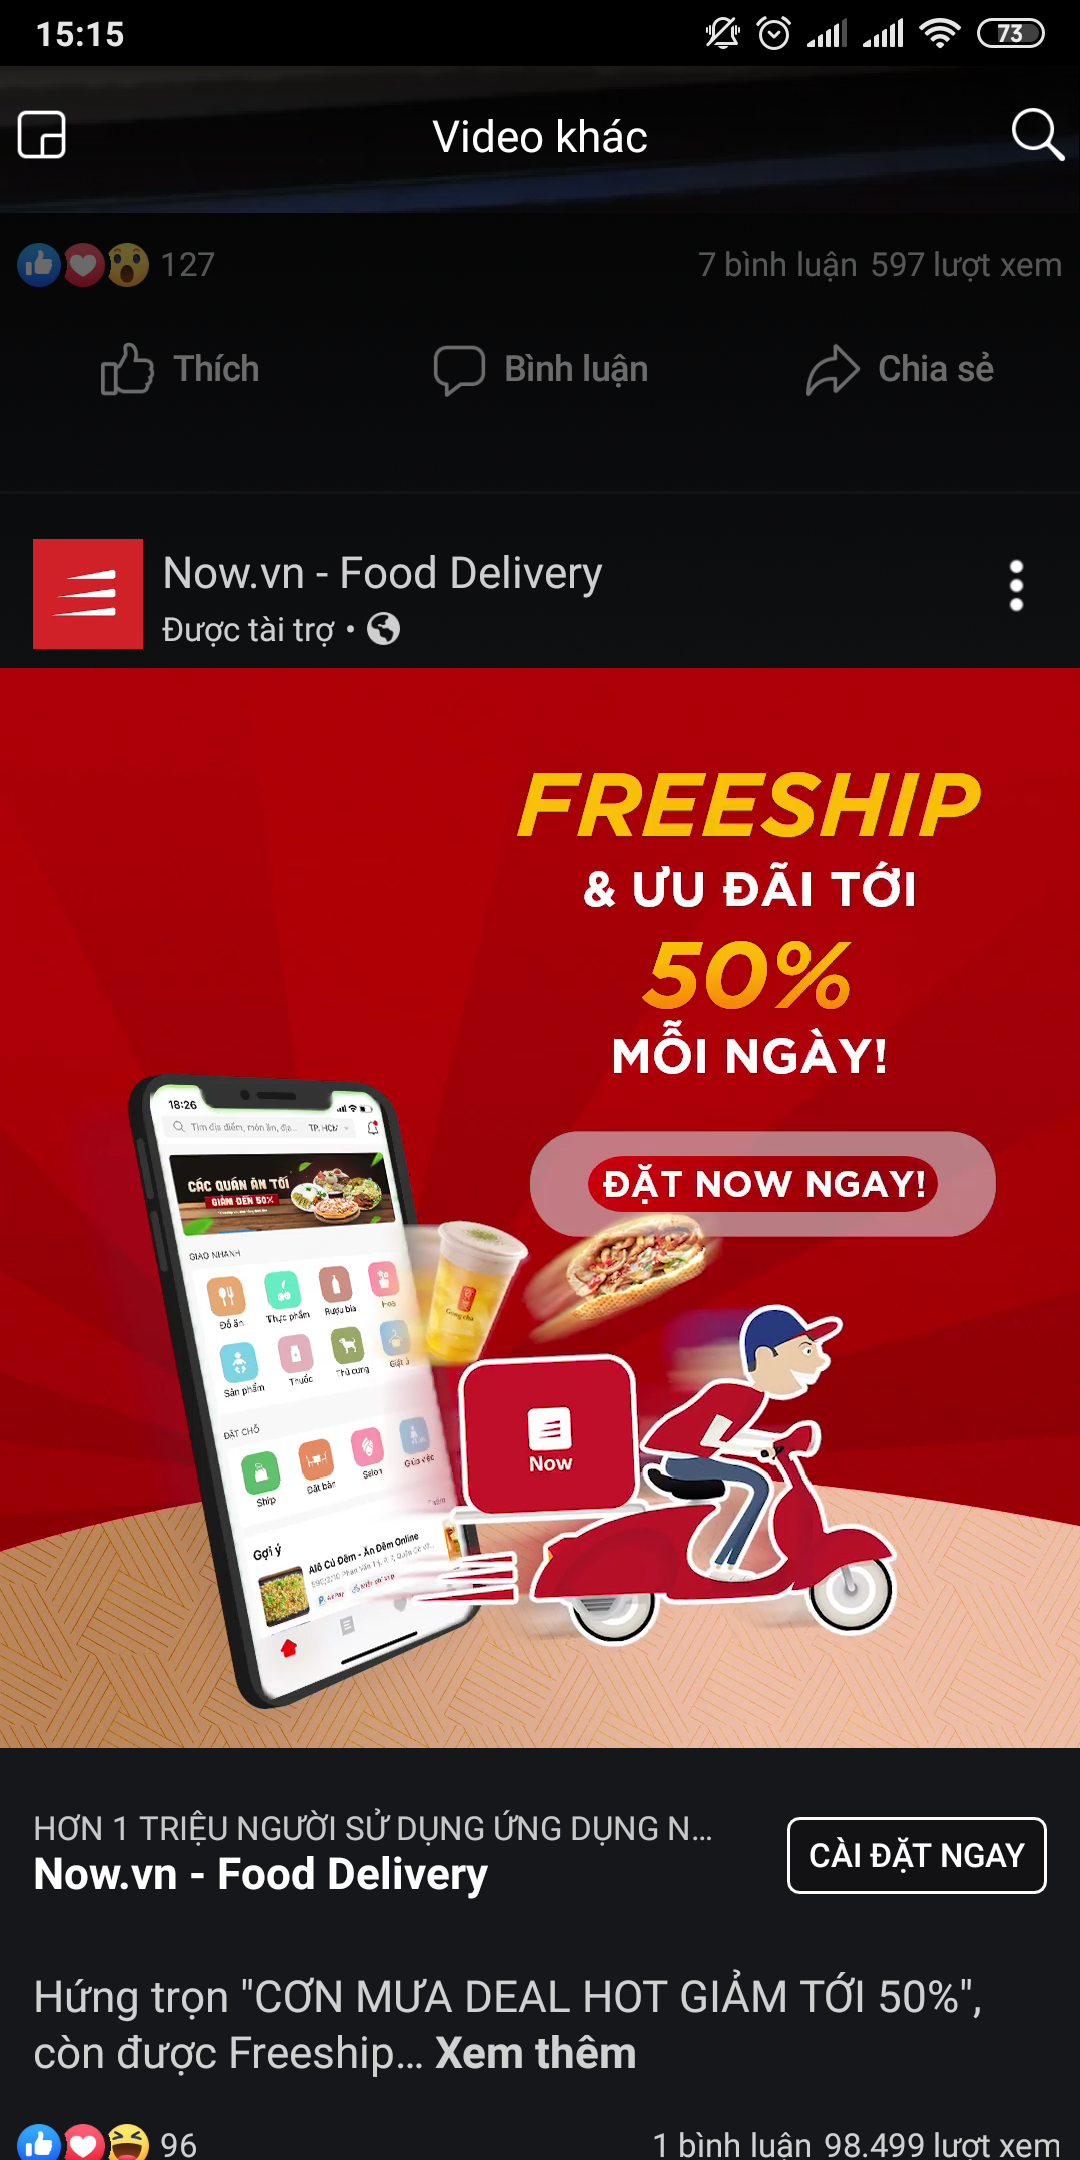 15:15
73
Video khác
127
7 bình luận 597 lượt xem
Thích
Bình luận
Chia sẻ
Now.vn - Food Delivery
Được tài trợ •
FREESHIP
& ƯU ĐÃI TỚI
50%
MỖI NGÀY!
ĐẶT NOW NGAY!
18:26
Tìm địa điểm, món ăn, địa...
TP. HCM
CÁC QUÁN ĂN TỐI
GIẢM ĐẾN 50%
GIAO NHANH
Đồ ăn
Thực phẩm
Rượu bia
Hoa
Sản phẩm
Thuốc
Thú cưng
Giặt ủ
ĐẶT CHỖ
Ship
Đặt bàn
Salon
Giúp việc
Gợi ý
Alô Cú Đêm - Ăn Đêm Online
AirPay
Gong cha
Now
HƠN 1 TRIỆU NGƯỜI SỬ DỤNG ỨNG DỤNG N...
Now.vn - Food Delivery
CÀI ĐẶT NGAY
Hứng trọn "CƠN MƯA DEAL HOT GIẢM TỚI 50%",
còn được Freeship... Xem thêm
96
1 bình luận 98.499 lượt xem